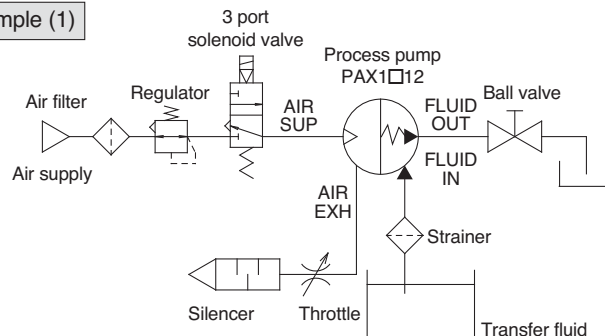 mple (1)
3 port
solenoid valve
Process pump
PAX1□12
Air filter
Regulator
AIR
SUP
FLUID
OUT
Ball valve
Air supply
FLUID
IN
AIR
EXH
Strainer
Silencer
Throttle
Transfer fluid